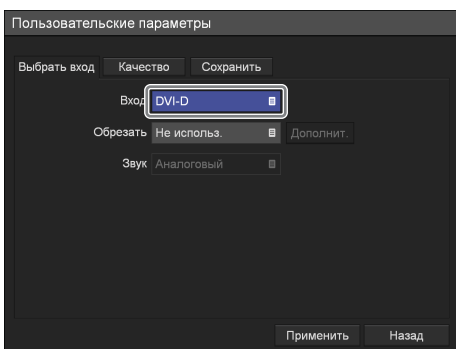 Пользовательские параметры
Выбрать вход Качество Сохранить
Вход DVI-D
Обрезать Не использ. Дополнит.
Звук Аналоговый
Применить Назад